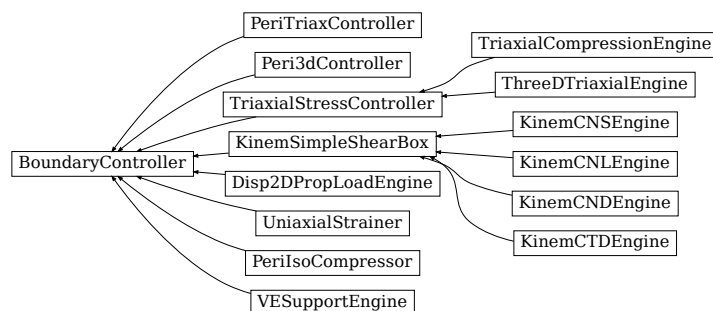 PeriTriaxController
TriaxialCompressionEngine
Peri3dController
ThreeDTriaxialEngine
TriaxialStressController
KinemCNSEngine
KinemSimpleShearBox
BoundaryController
KinemCNLEngine
Disp2DPropLoadEngine
KinemCNDEngine
UniaxialStrainer
KinemCTDEngine
PeriIsoCompressor
VESupportEngine